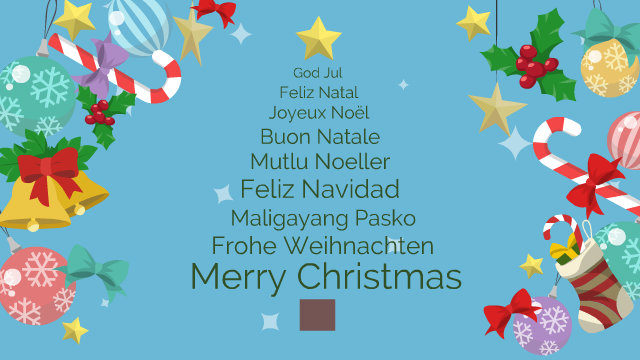 God Jul
Feliz Natal
Joyeux Noël
Buon Natale
Mutlu Noeller
Feliz Navidad
Maligayang Pasko
Frohe Weihnachten
Merry Christmas